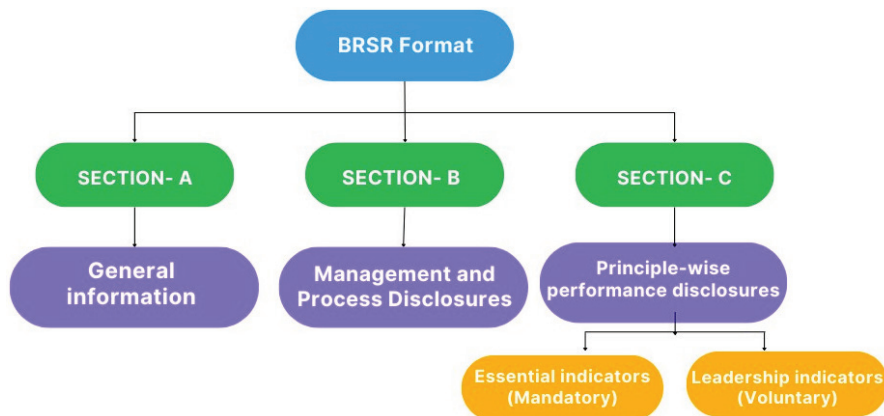 BRSR Format
SECTION- A
SECTION- B
SECTION- C
General
information
Management and
Process Disclosures
Principle-wise
performance disclosures
Essential indicators
(Mandatory)
Leadership indicators
(Voluntary)